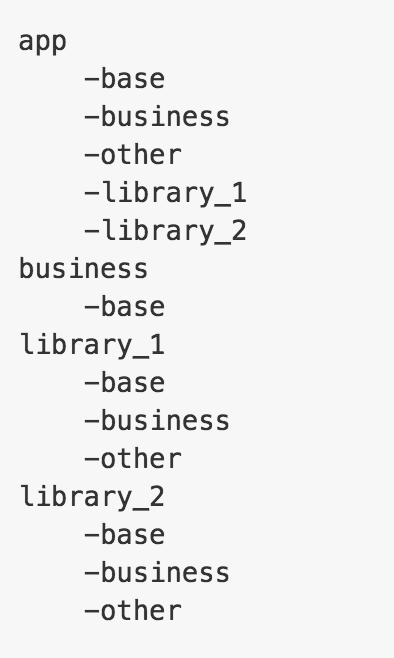 app
    -base
    -business
    -other
    -library_1
    -library_2
business
    -base
library_1
    -base
    -business
    -other
library_2
    -base
    -business
    -other